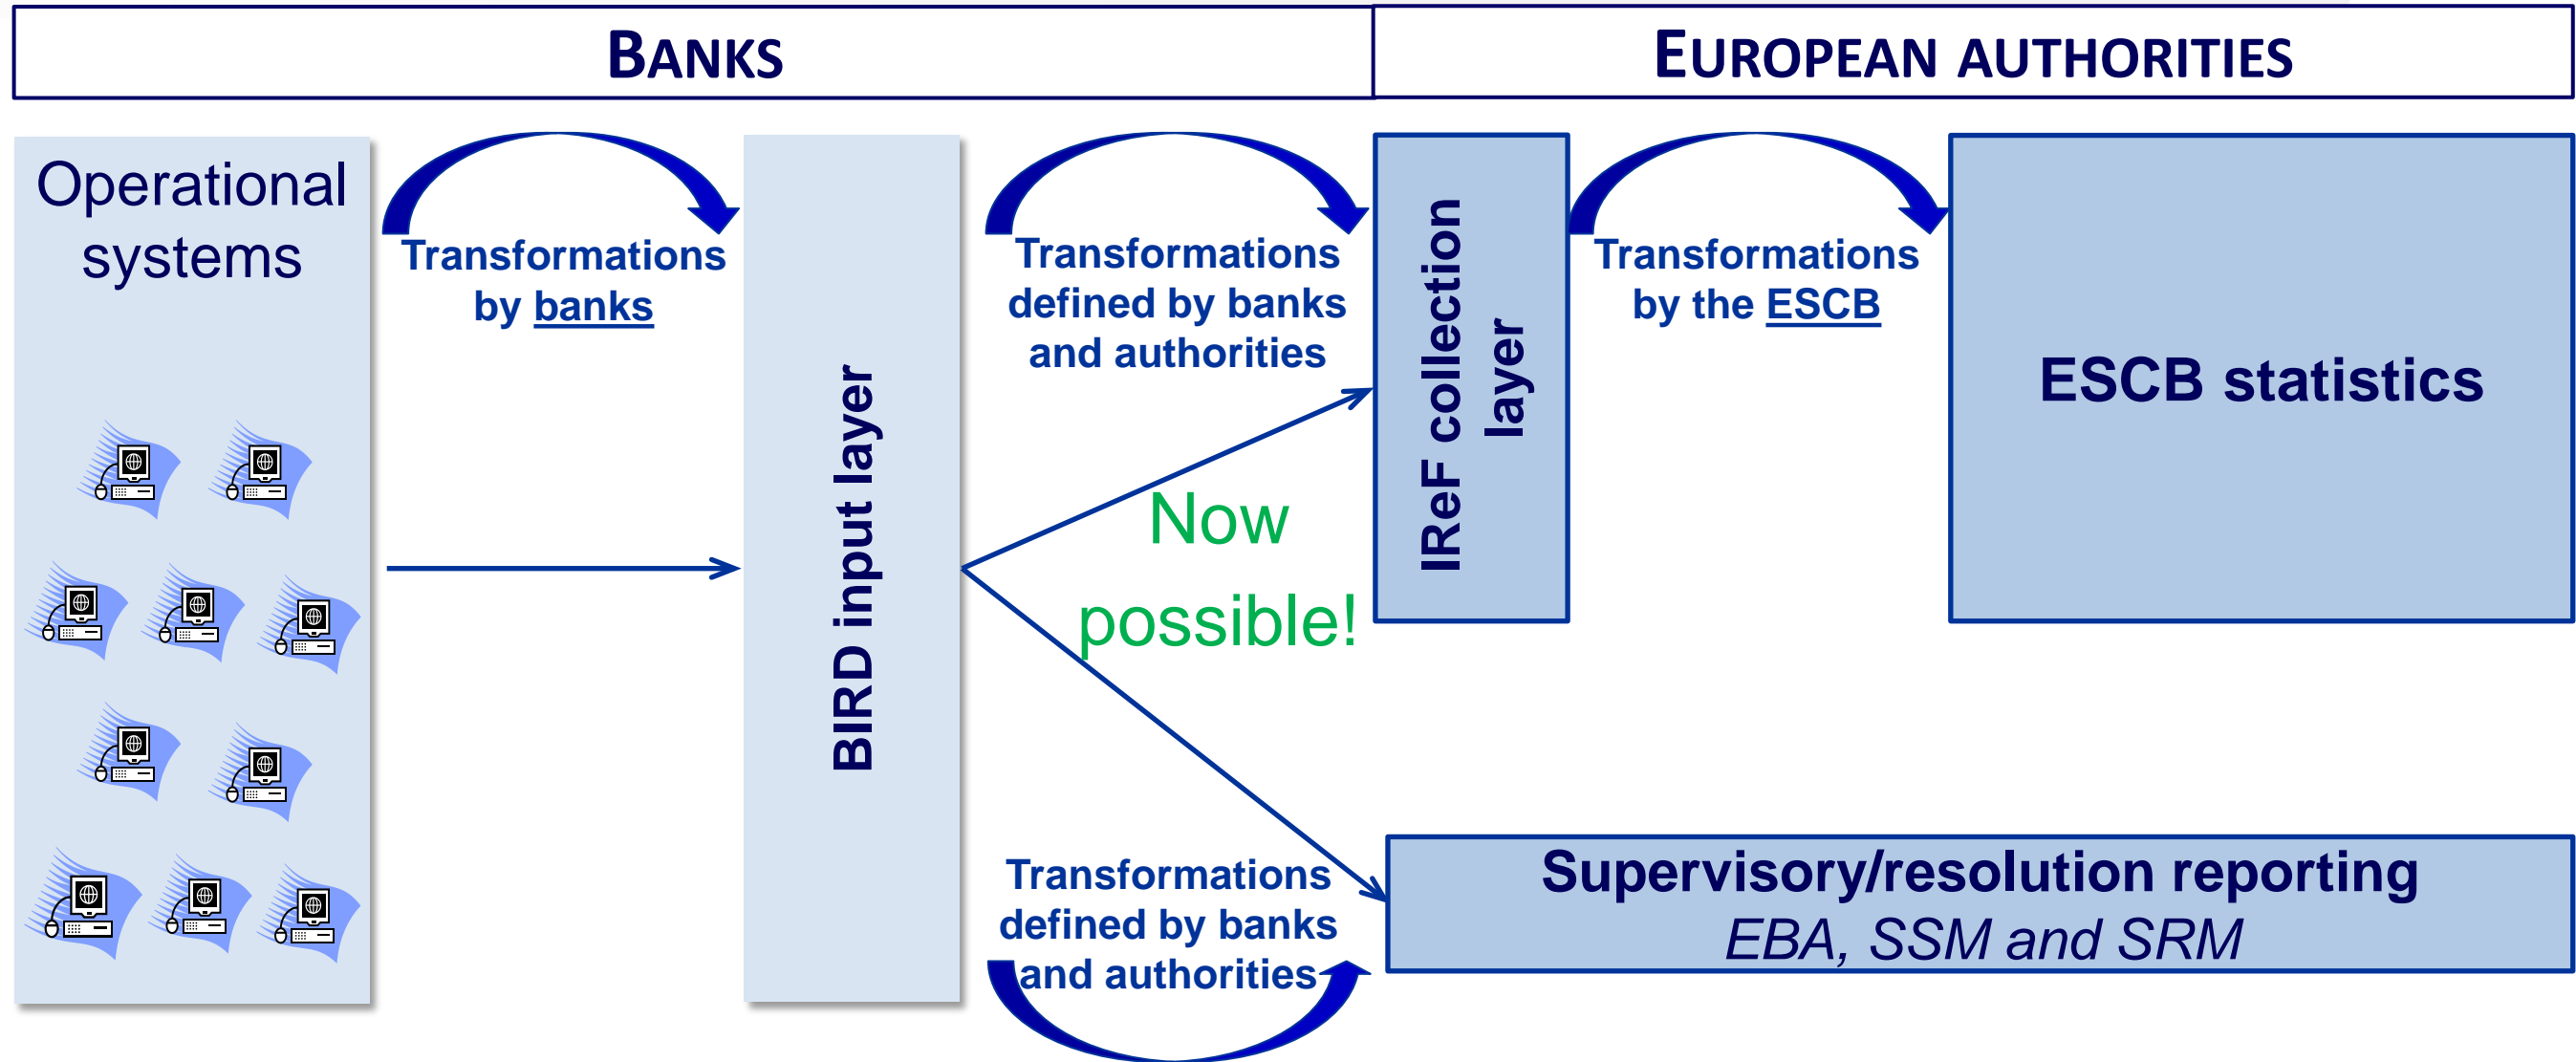 BANKS
EUROPEAN AUTHORITIES
Operational
systems
Transformations
by banks
BIRD input layer
Transformations
defined by banks
and authorities
Now
possible!
IReF collection
layer
Transformations
by the ESCB
ESCB statistics
Transformations
defined by banks
and authorities
Supervisory/resolution reporting
EBA, SSM and SRM